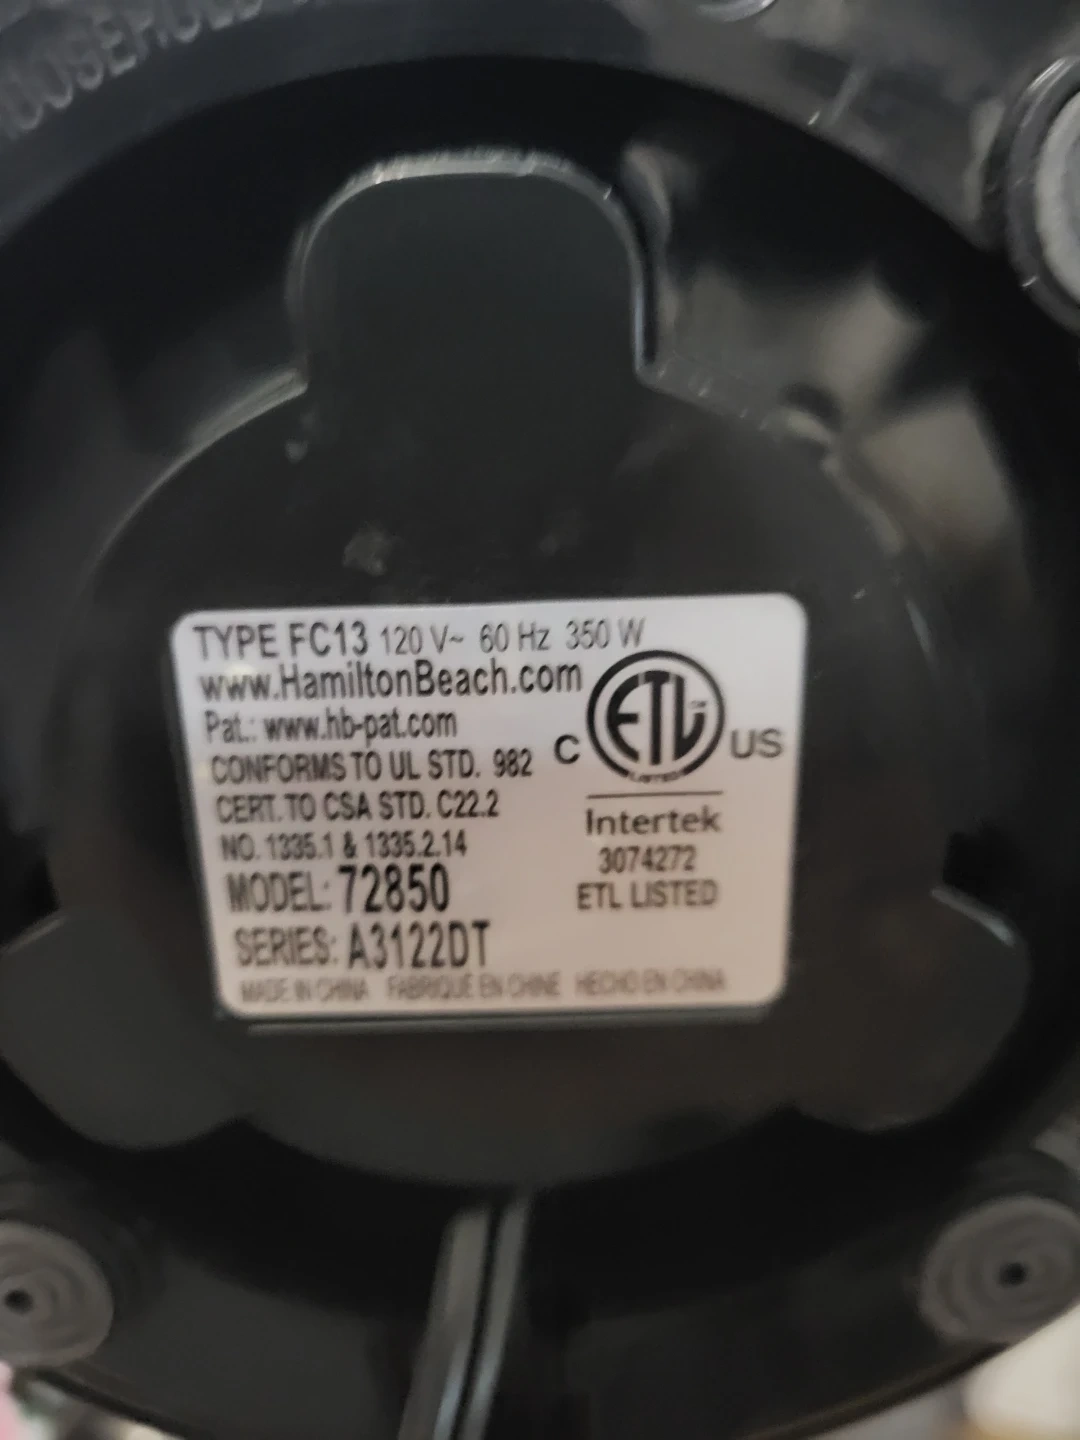 HOUSEHOLD
TYPE FC13 120 V~ 60 Hz 350 W
www.HamiltonBeach.com
Pat.: www.hb-pat.com
CONFORMS TO UL STD. 982
CERT. TO CSA STD. C22.2
NO. 1335.1 & 1335.2.14
MODEL: 72850
SERIES: A3122DT
MADE IN CHINA FABRIQUÉ EN CHINE HECHO EN CHINA
C ETL US
LISTED
Intertek
3074272
ETL LISTED